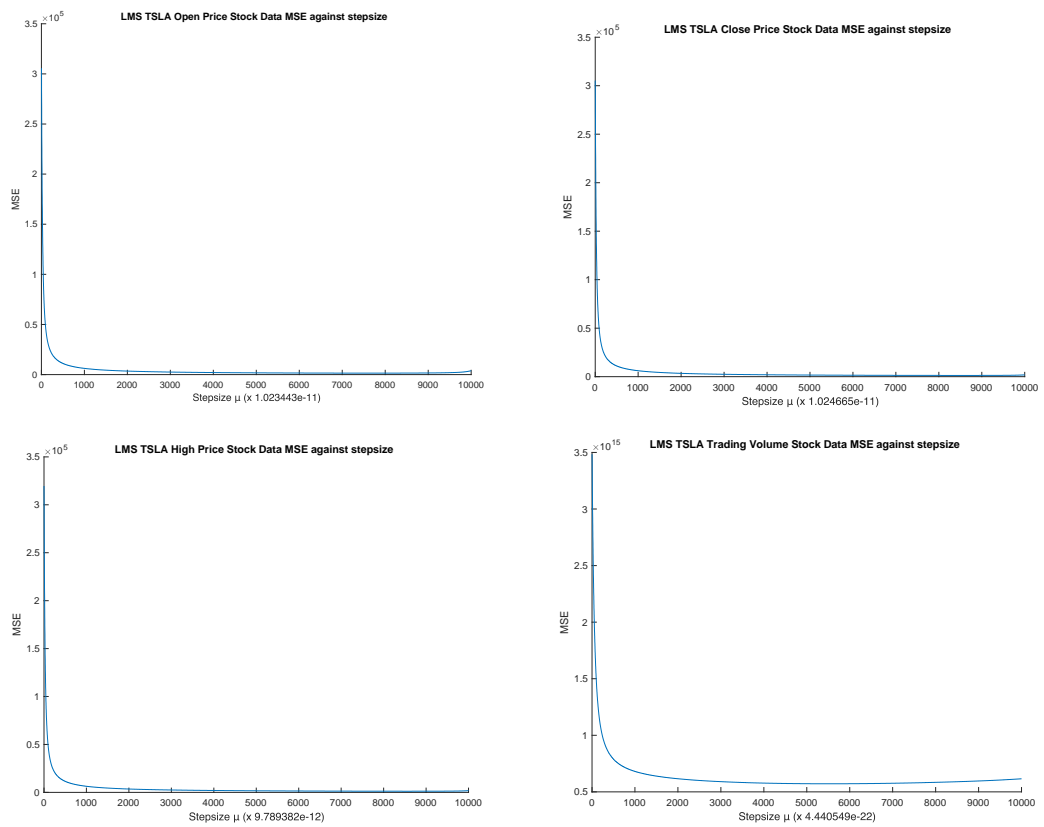 LMS TSLA Open Price Stock Data MSE against stepsize
×10^5
3.5
3
2.5
2
1.5
1
0.5
0
MSE
0 1000 2000 3000 4000 5000 6000 7000 8000 9000 10000
Stepsize μ (x 1.023443e-11)
LMS TSLA Close Price Stock Data MSE against stepsize
×10^5
3.5
3
2.5
2
1.5
1
0.5
0
MSE
0 1000 2000 3000 4000 5000 6000 7000 8000 9000 10000
Stepsize μ (x 1.024665e-11)
LMS TSLA High Price Stock Data MSE against stepsize
×10^5
3.5
3
2.5
2
1.5
1
0.5
0
MSE
0 1000 2000 3000 4000 5000 6000 7000 8000 9000 10000
Stepsize μ (x 9.789382e-12)
LMS TSLA Trading Volume Stock Data MSE against stepsize
×10^15
3.5
3
2.5
2
1.5
1
0.5
MSE
0 1000 2000 3000 4000 5000 6000 7000 8000 9000 10000
Stepsize μ (x 4.440549e-22)